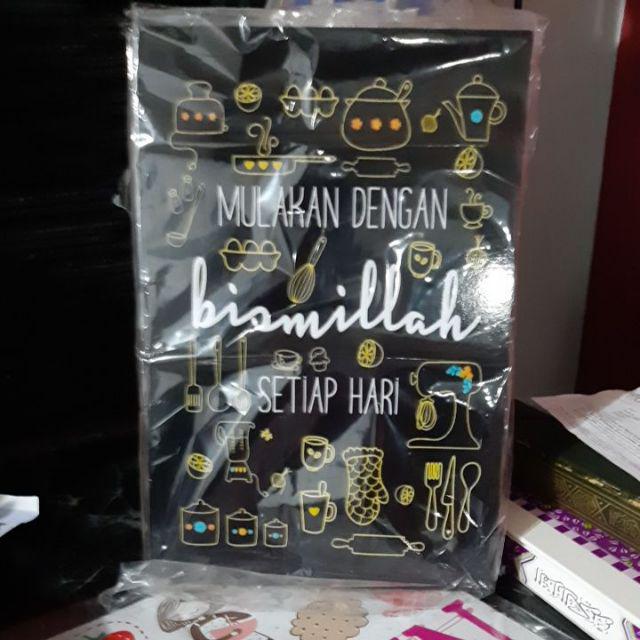 MULAKAN DENGAN
bismillah
SETIAP HARI